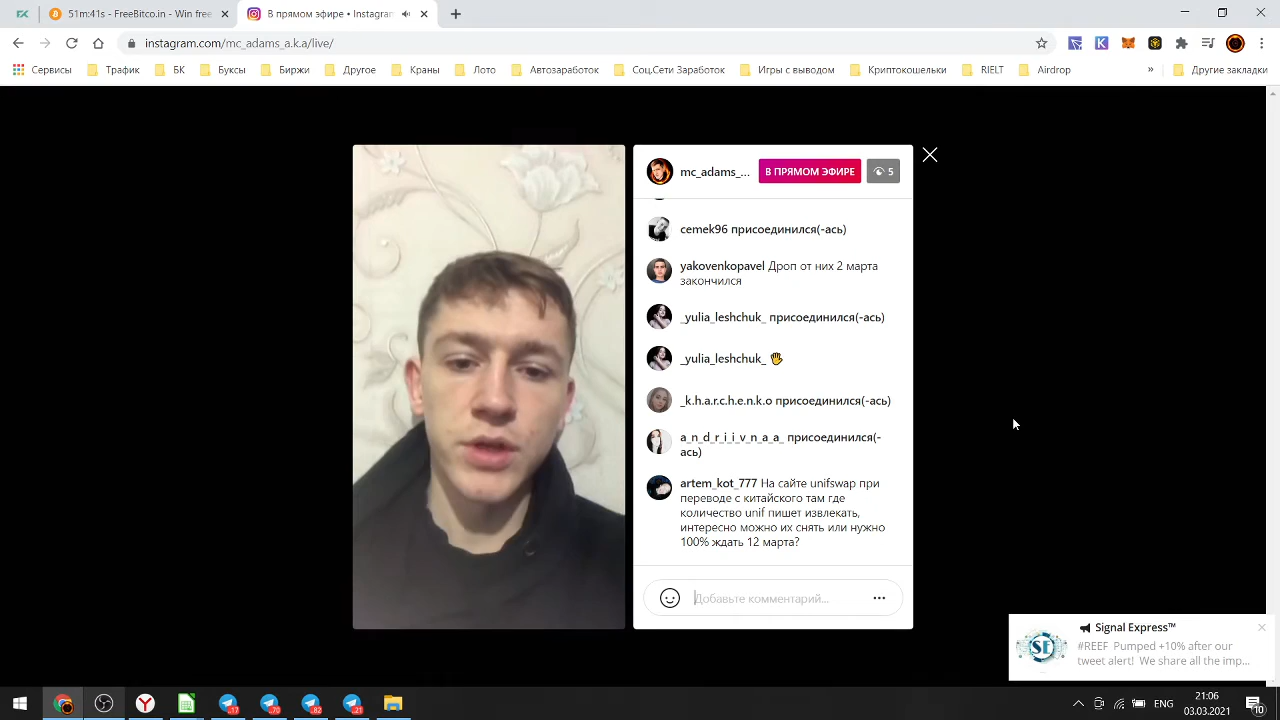 51m:41s - FreeBitco.in - Win free
В прямом эфире • Instagram
instagram.com/mc_adams_a.k.a/live/
Сервисы Трафик БК Буксы Биржи Другое Краны Лото Автозаработок Соц.Сети Заработок Игры с выводом Криптокошельки RIELT Airdrop » Другие закладки
mc_adams_... В ПРЯМОМ ЭФИРЕ 5
cemek96 присоединился(-ась)
yakovenkopavel Дроп от них 2 марта
закончился
_yulia_leshchuk_ присоединился(-ась)
_yulia_leshchuk_ 🤚
_k.h.a.r.c.h.e.n.k.o присоединился(-ась)
a_n_d_r_i_i_v_n_a_a_ присоединился(-
ась)
artem_kot_777 На сайте unifswap при
переводе с китайского там где
количество unif пишет извлекать,
интересно можно их снять или нужно
100% ждать 12 марта?
Добавьте комментарий...
Signal Express™
#REEF Pumped +10% after our
tweet alert! We share all the imp...
17 70 82 21
ENG
21:06
03.03.2021
10